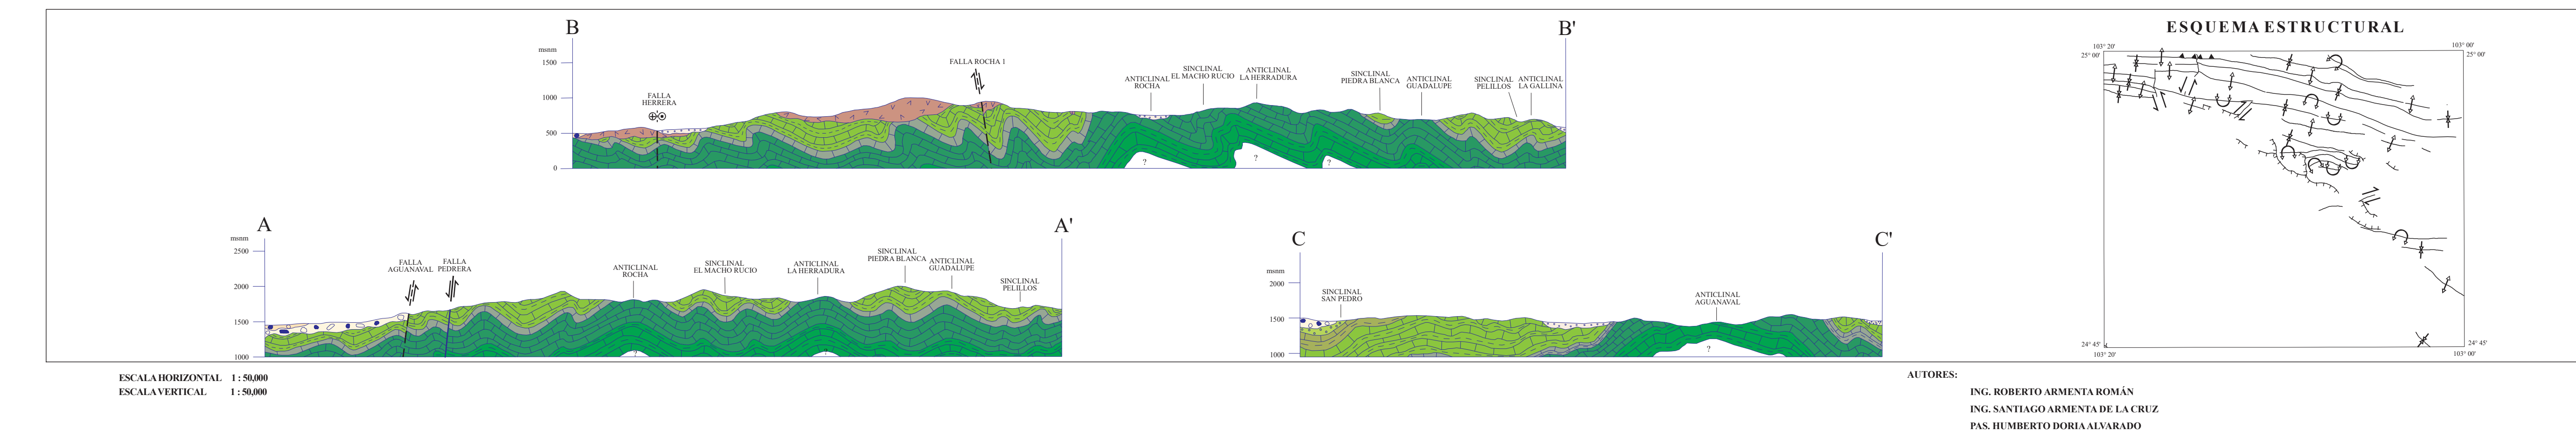 B
B'
msnm
1500
1000
500
0
FALLA
HERRERA
FALLA ROCHA 1
ANTICLINAL
ROCHA
SINCLINAL
EL MACHO RUCIO
ANTICLINAL
LA HERRADURA
SINCLINAL
PIEDRA BLANCA
ANTICLINAL
GUADALUPE
SINCLINAL
PELILLOS
ANTICLINAL
LA GALLINA
?
?
?
A
A'
msnm
2500
2000
1500
1000
FALLA
AGUANAVAL
FALLA
PEDRERA
ANTICLINAL
ROCHA
SINCLINAL
EL MACHO RUCIO
ANTICLINAL
LA HERRADURA
SINCLINAL
PIEDRA BLANCA
ANTICLINAL
GUADALUPE
SINCLINAL
PELILLOS
C
C'
msnm
2000
1500
1000
SINCLINAL
SAN PEDRO
ANTICLINAL
AGUANAVAL
?
ESQUEMA ESTRUCTURAL
103° 20'
103° 00'
25° 00'
25° 00'
24° 45'
24° 45'
103° 20'
103° 00'
ESCALA HORIZONTAL 1 : 50,000
ESCALA VERTICAL 1 : 50,000
AUTORES:
ING. ROBERTO ARMENTA ROMÁN
ING. SANTIAGO ARMENTA DE LA CRUZ
PAS. HUMBERTO DORIA ALVARADO